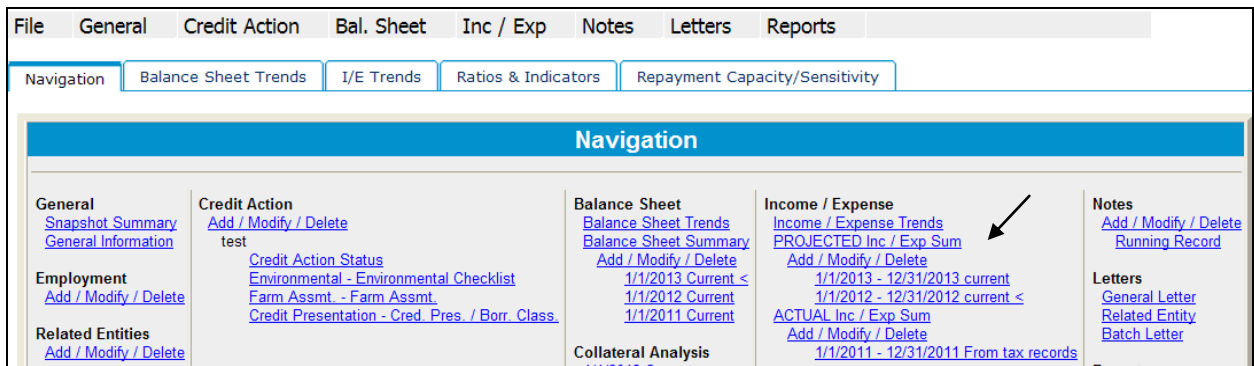 File General Credit Action Bal. Sheet Inc / Exp Notes Letters Reports
Navigation Balance Sheet Trends I/E Trends Ratios & Indicators Repayment Capacity/Sensitivity
Navigation
General
Snapshot Summary
General Information
Employment
Add / Modify / Delete
Related Entities
Add / Modify / Delete
Credit Action
Add / Modify / Delete
test
Credit Action Status
Environmental - Environmental Checklist
Farm Assmt. - Farm Assmt.
Credit Presentation - Cred. Pres. / Borr. Class.
Balance Sheet
Balance Sheet Trends
Balance Sheet Summary
Add / Modify / Delete
1/1/2013 Current <
1/1/2012 Current
1/1/2011 Current
Collateral Analysis
Income / Expense
Income / Expense Trends
PROJECTED Inc / Exp Sum
Add / Modify / Delete
1/1/2013 - 12/31/2013 current
1/1/2012 - 12/31/2012 current <
ACTUAL Inc / Exp Sum
Add / Modify / Delete
1/1/2011 - 12/31/2011 From tax records
Notes
Add / Modify / Delete
Running Record
Letters
General Letter
Related Entity
Batch Letter